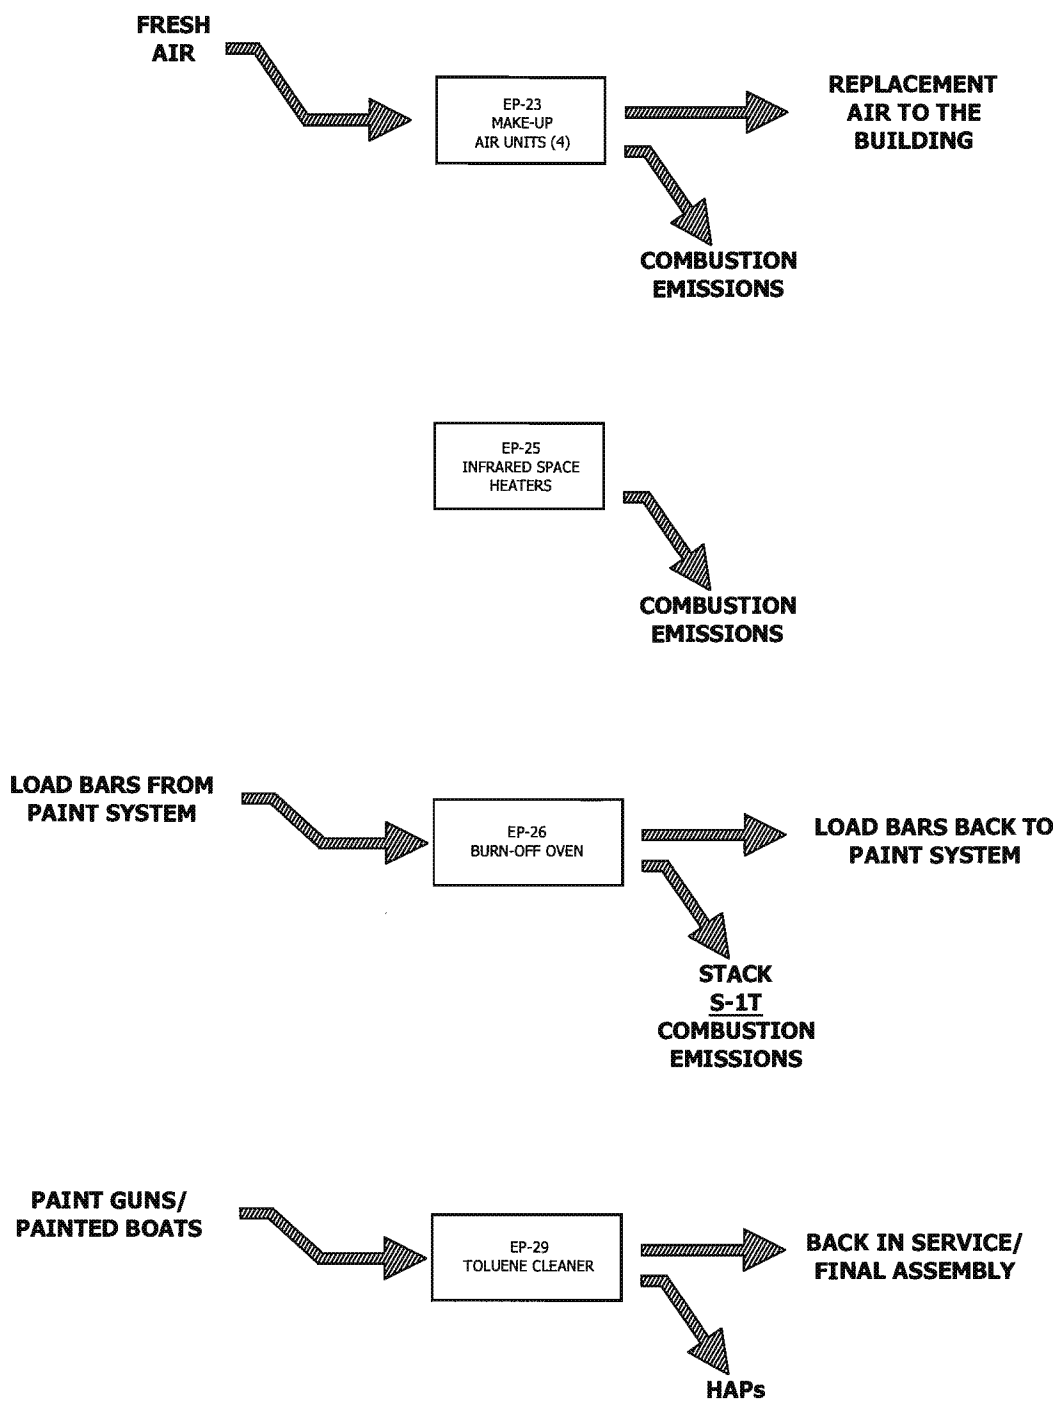 FRESH
AIR
EP-23
MAKE-UP
AIR UNITS (4)
REPLACEMENT
AIR TO THE
BUILDING
COMBUSTION
EMISSIONS
EP-25
INFRARED SPACE
HEATERS
COMBUSTION
EMISSIONS
LOAD BARS FROM
PAINT SYSTEM
EP-26
BURN-OFF OVEN
LOAD BARS BACK TO
PAINT SYSTEM
STACK
S-1T
COMBUSTION
EMISSIONS
PAINT GUNS/
PAINTED BOATS
EP-29
TOLUENE CLEANER
BACK IN SERVICE/
FINAL ASSEMBLY
HAPs